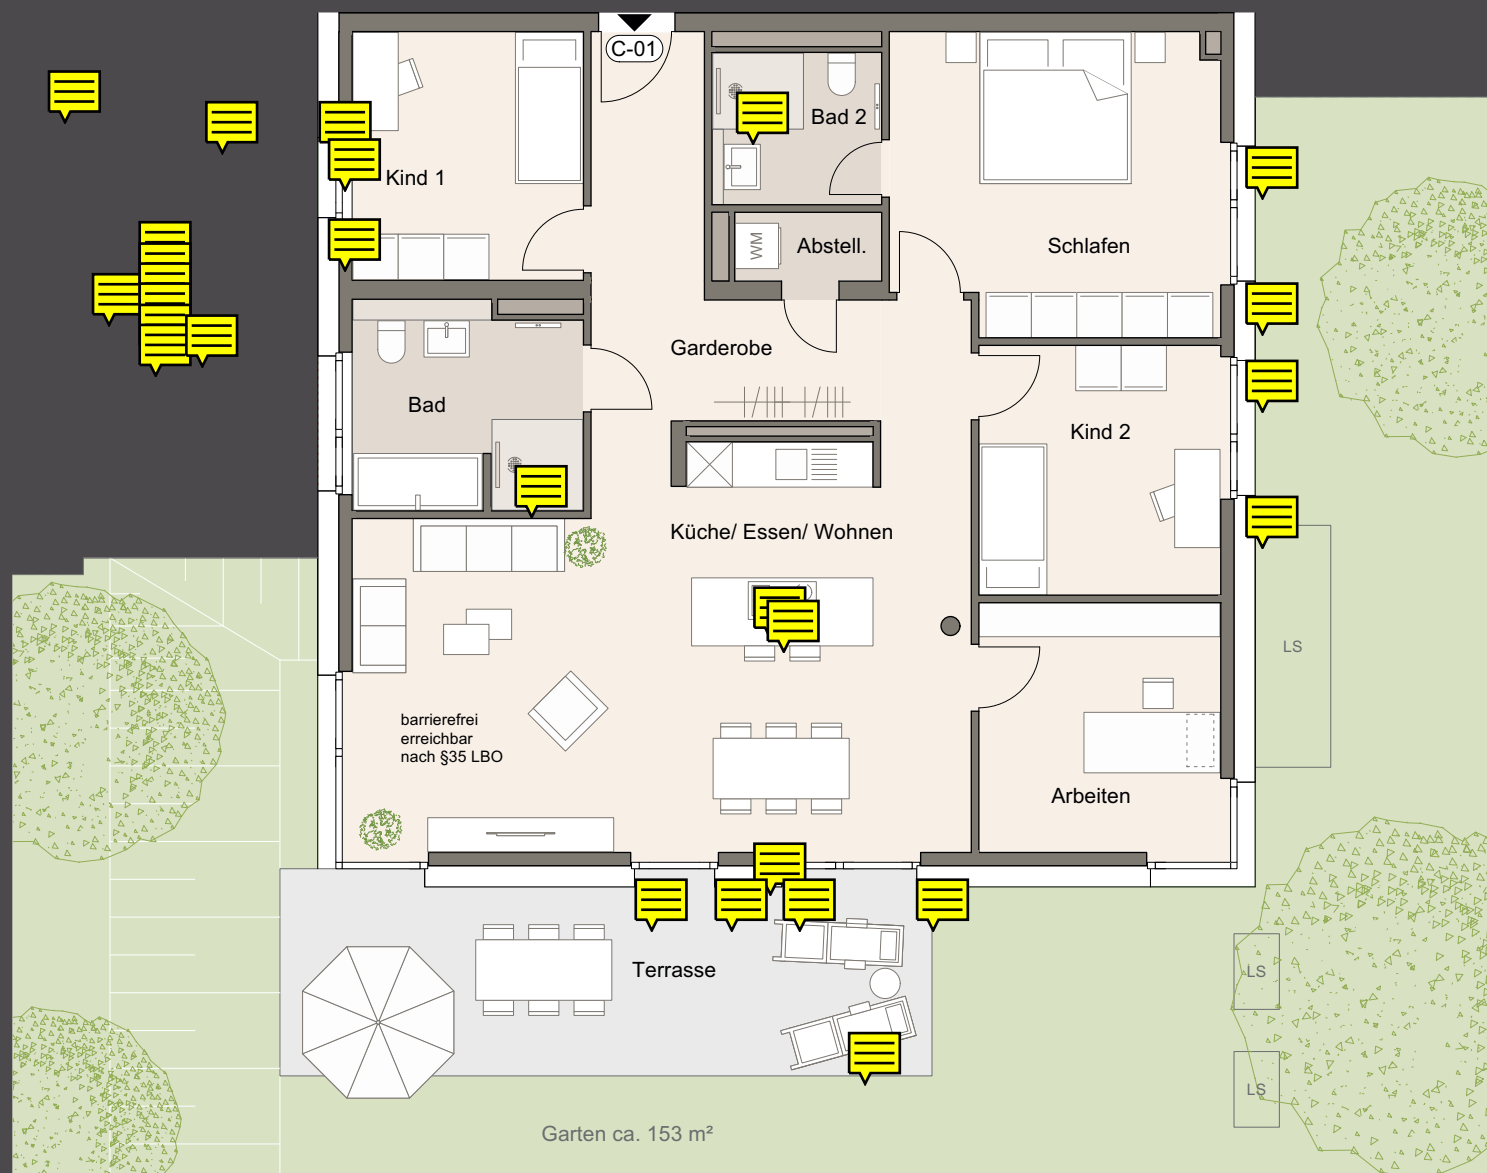 C-01
Bad 2
Kind 1
WM
Abstell.
Schlafen
Garderobe
Bad
Kind 2
Küche/ Essen/ Wohnen
LS
barrierefrei
erreichbar
nach §35 LBO
Arbeiten
Terrasse
LS
LS
Garten ca. 153 m²